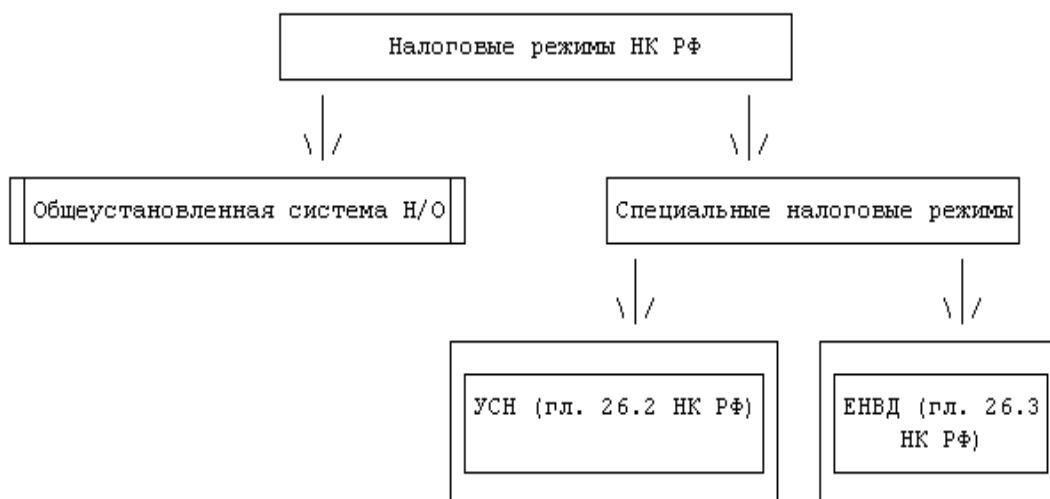 Налоговые режимы НК РФ
Общеустановленная система Н/О
Специальные налоговые режимы
УСН (гл. 26.2 НК РФ)
ЕНВД (гл. 26.3
НК РФ)